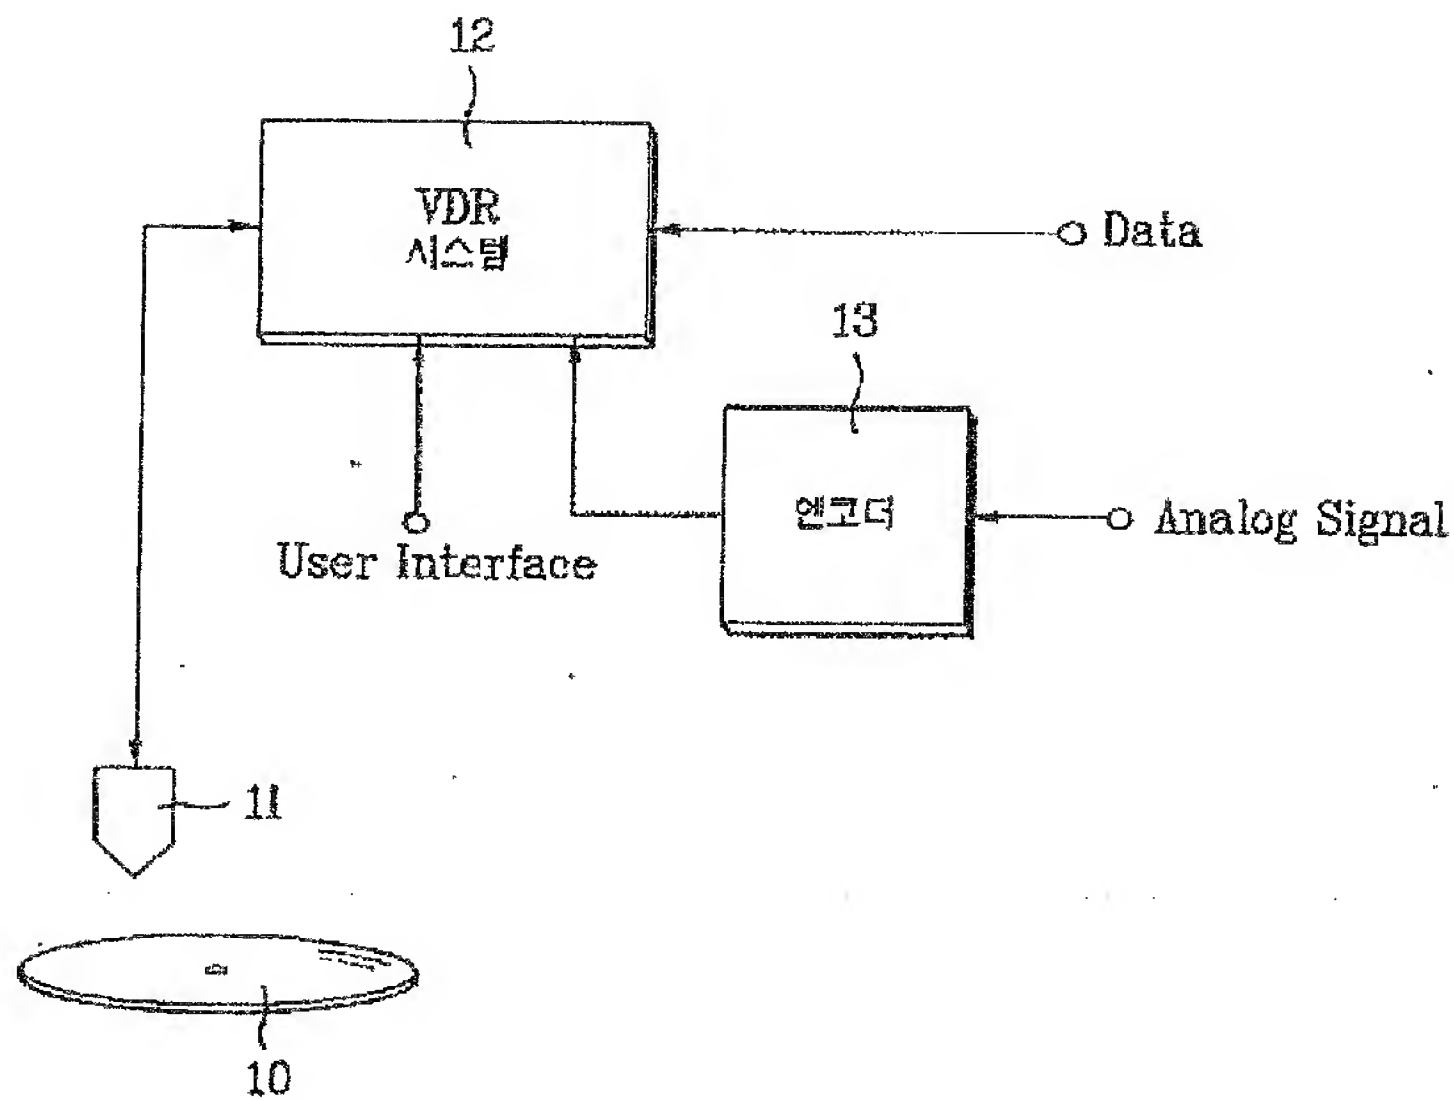 12
VDR
시스템
Data
13
엔코더
Analog Signal
User Interface
11
10